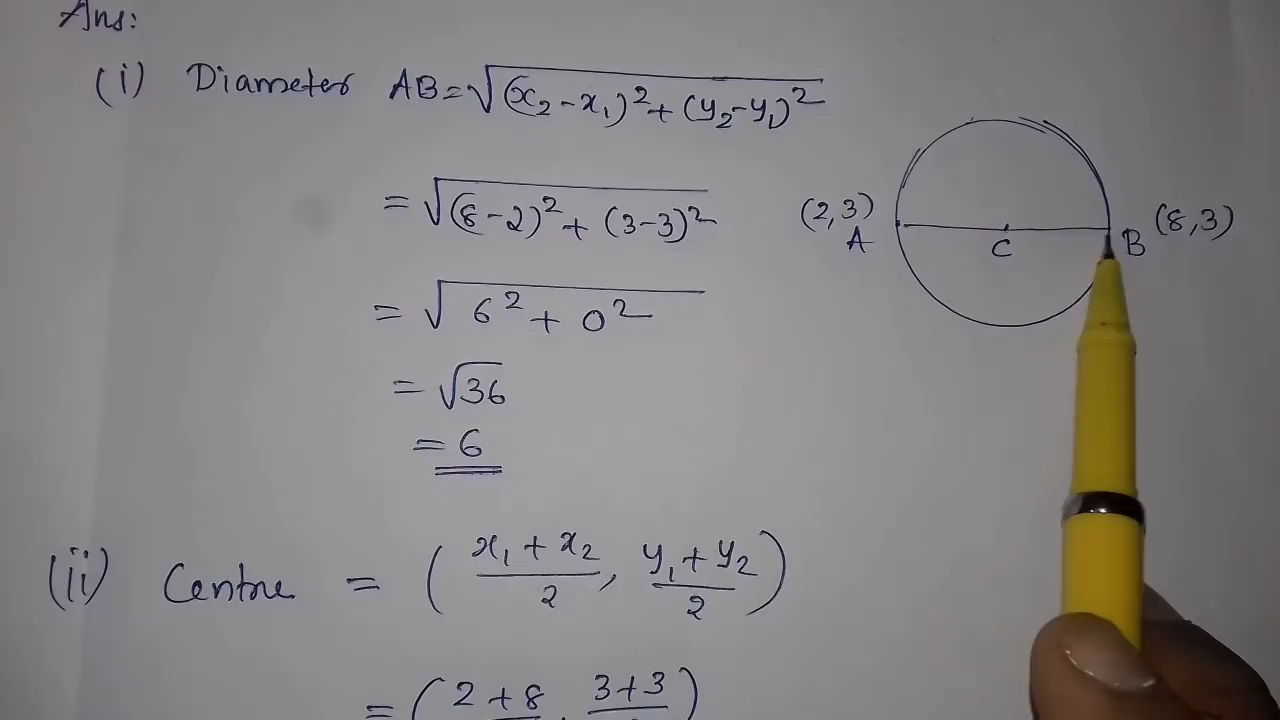 Ans:
(i) Diameter AB = √(x₂ - x₁)² + (y₂ - y₁)²
= √(8 - 2)² + (3 - 3)²
(2,3)
A
C
B
(8,3)
= √6² + 0²
= √36
= 6
(ii) Centre = (x₁ + x₂/2, y₁ + y₂/2)
= (2 + 8, 3 + 3)